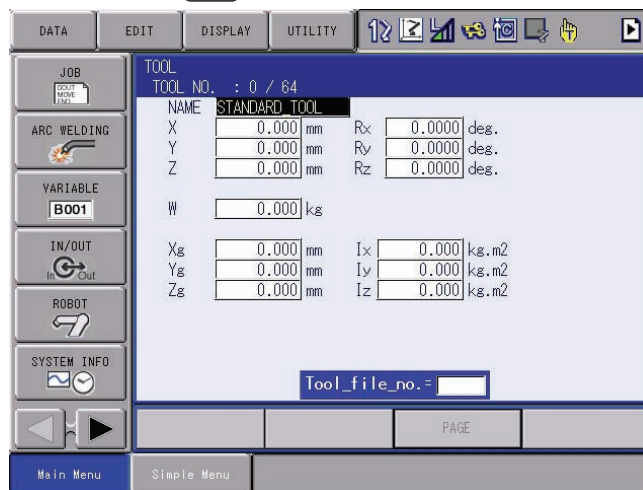 DATA EDIT DISPLAY UTILITY 12
JOB
DOUT
MOVE
END
ARC WELDING
VARIABLE
B001
IN/OUT
In Out
ROBOT
SYSTEM INFO
TOOL
TOOL NO. : 0 / 64
NAME STANDARD_TOOL
X 0.000 mm Rx 0.0000 deg.
Y 0.000 mm Ry 0.0000 deg.
Z 0.000 mm Rz 0.0000 deg.
W 0.000 kg
Xg 0.000 mm Ix 0.000 kg.m2
Yg 0.000 mm Iy 0.000 kg.m2
Zg 0.000 mm Iz 0.000 kg.m2
Tool_file_no.=
PAGE
Main Menu Simple Menu